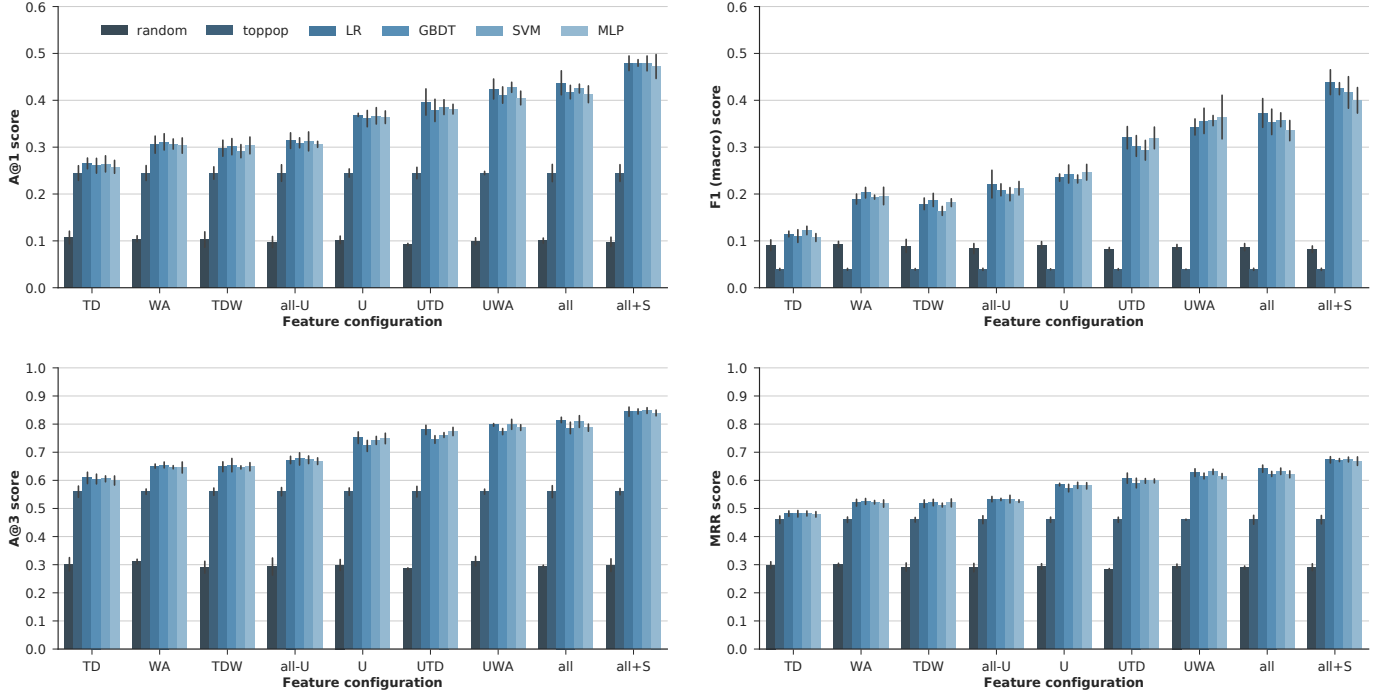 0.6
0.5
0.4
0.3
0.2
0.1
0.0
A@1 score
random toppop LR GBDT SVM MLP
TD WA TDW all-U U UTD UWA all all+S
Feature configuration
0.6
0.5
0.4
0.3
0.2
0.1
0.0
F1 (macro) score
TD WA TDW all-U U UTD UWA all all+S
Feature configuration
1.0
0.9
0.8
0.7
0.6
0.5
0.4
0.3
0.2
0.1
0.0
A@3 score
TD WA TDW all-U U UTD UWA all all+S
Feature configuration
1.0
0.9
0.8
0.7
0.6
0.5
0.4
0.3
0.2
0.1
0.0
MRR score
TD WA TDW all-U U UTD UWA all all+S
Feature configuration